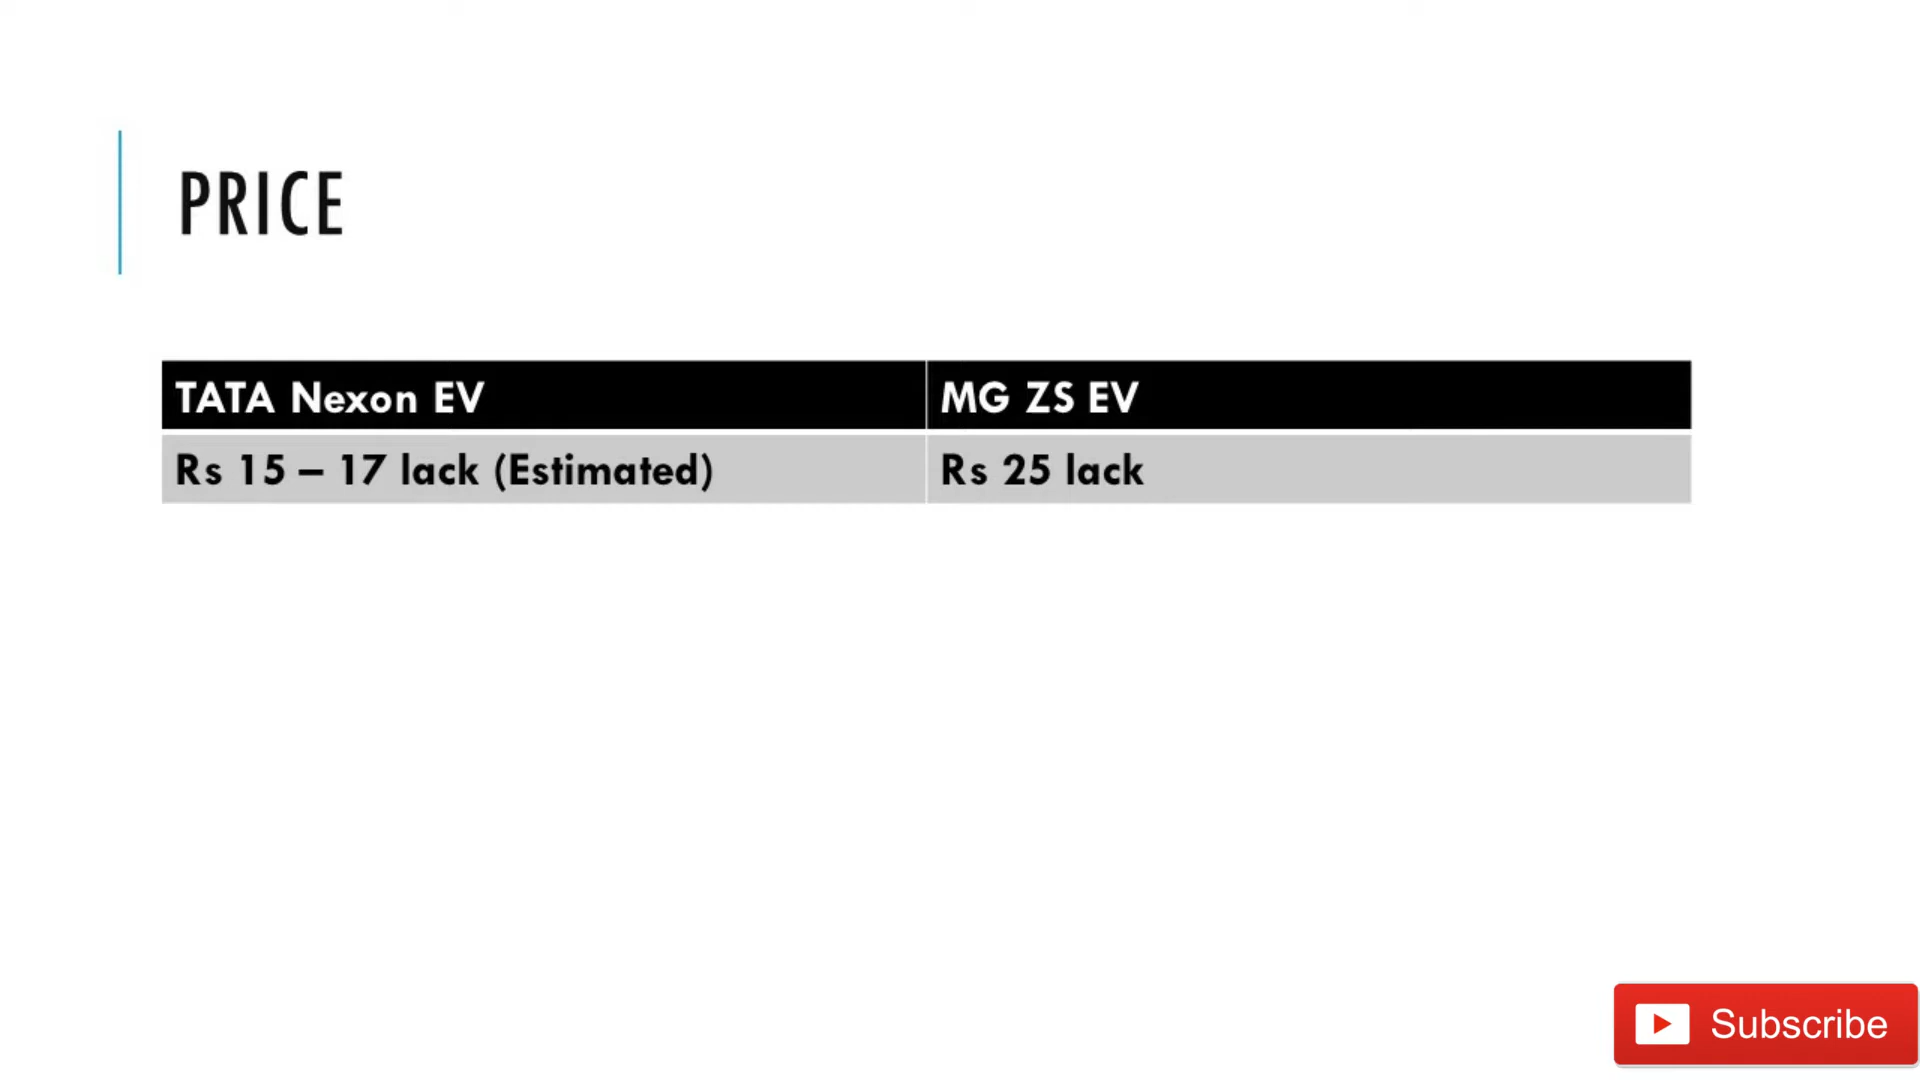 PRICE
TATA Nexon EV
MG ZS EV
Rs 15 – 17 lack (Estimated)
Rs 25 lack
Subscribe